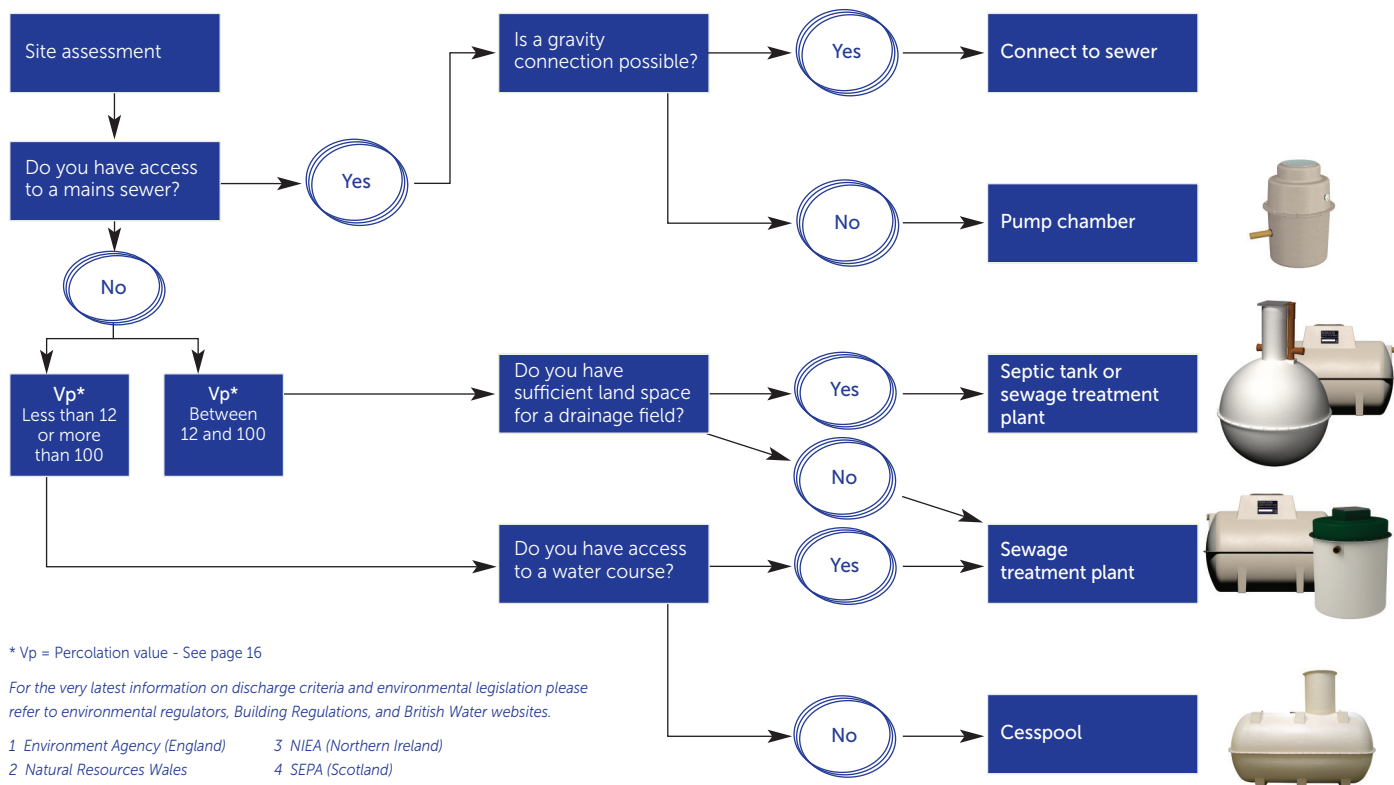 Site assessment
Is a gravity
connection possible?
Yes
Connect to sewer
Do you have access
to a mains sewer?
Yes
No
Pump chamber
No
Vp*
Less than 12
or more
than 100
Vp*
Between
12 and 100
Do you have
sufficient land space
for a drainage field?
Yes
Septic tank or
sewage treatment
plant
No
Do you have access
to a water course?
Yes
Sewage
treatment plant
* Vp = Percolation value - See page 16
For the very latest information on discharge criteria and environmental legislation please
refer to environmental regulators, Building Regulations, and British Water websites.
1 Environment Agency (England)
3 NIEA (Northern Ireland)
2 Natural Resources Wales
4 SEPA (Scotland)
No
Cesspool